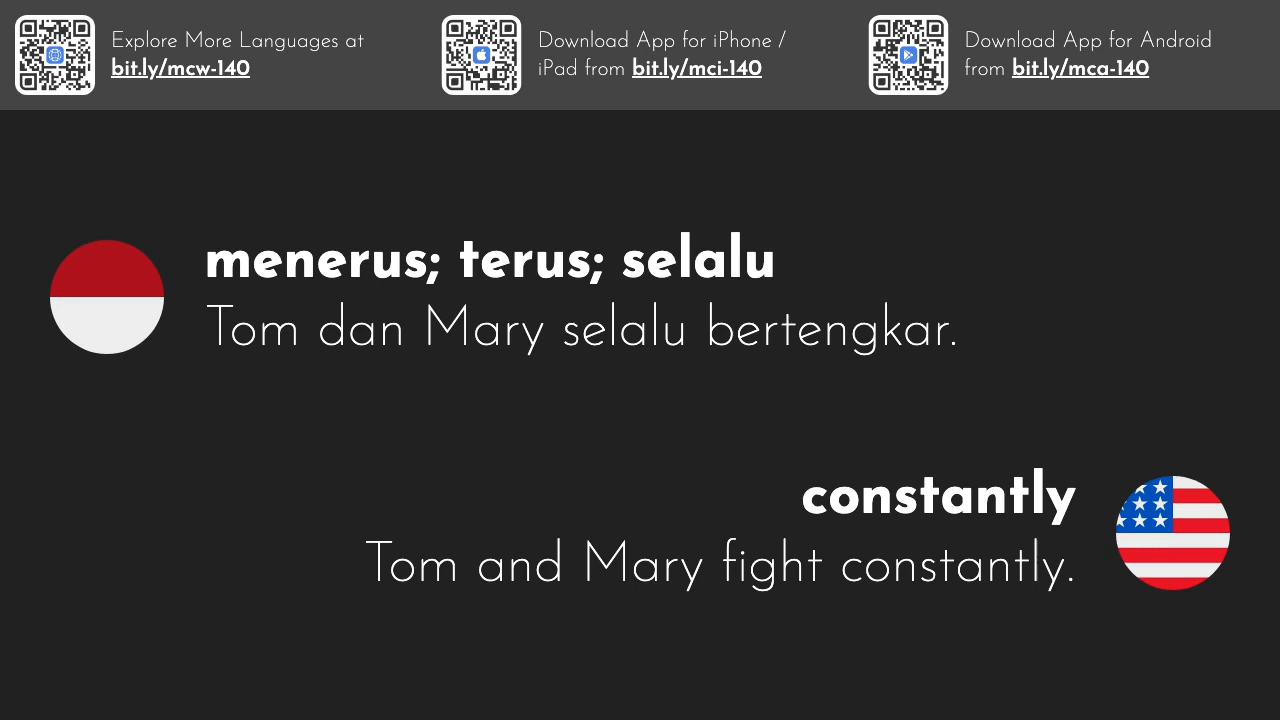 Explore More Languages at
bit.ly/mcw-140
Download App for iPhone /
iPad from bit.ly/mci-140
Download App for Android
from bit.ly/mca-140
menerus; terus; selalu
Tom dan Mary selalu bertengkar.
constantly
Tom and Mary fight constantly.